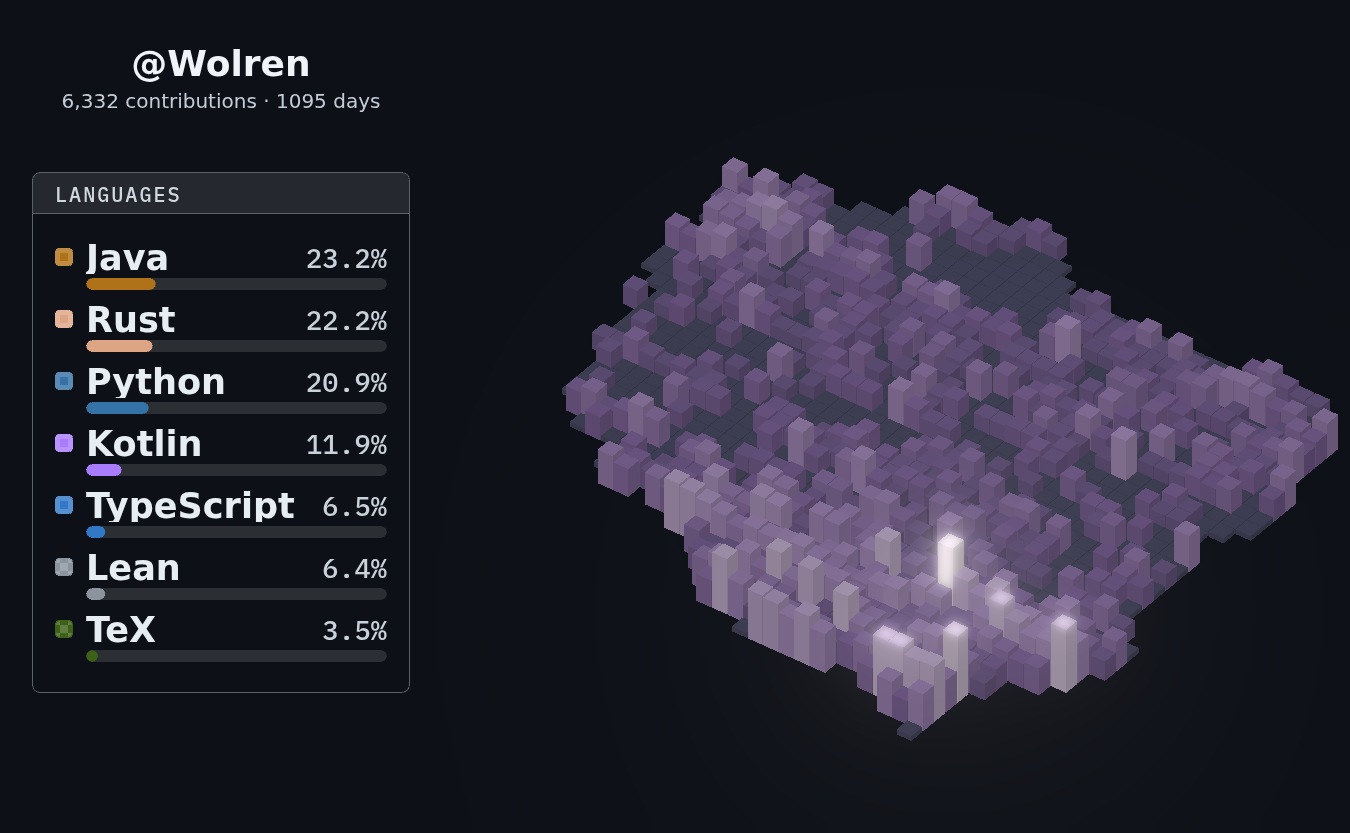 @Wolren
6,332 contributions · 1095 days
LANGUAGES
Java 23.2%
Rust 22.2%
Python 20.9%
Kotlin 11.9%
TypeScript 6.5%
Lean 6.4%
TeX 3.5%